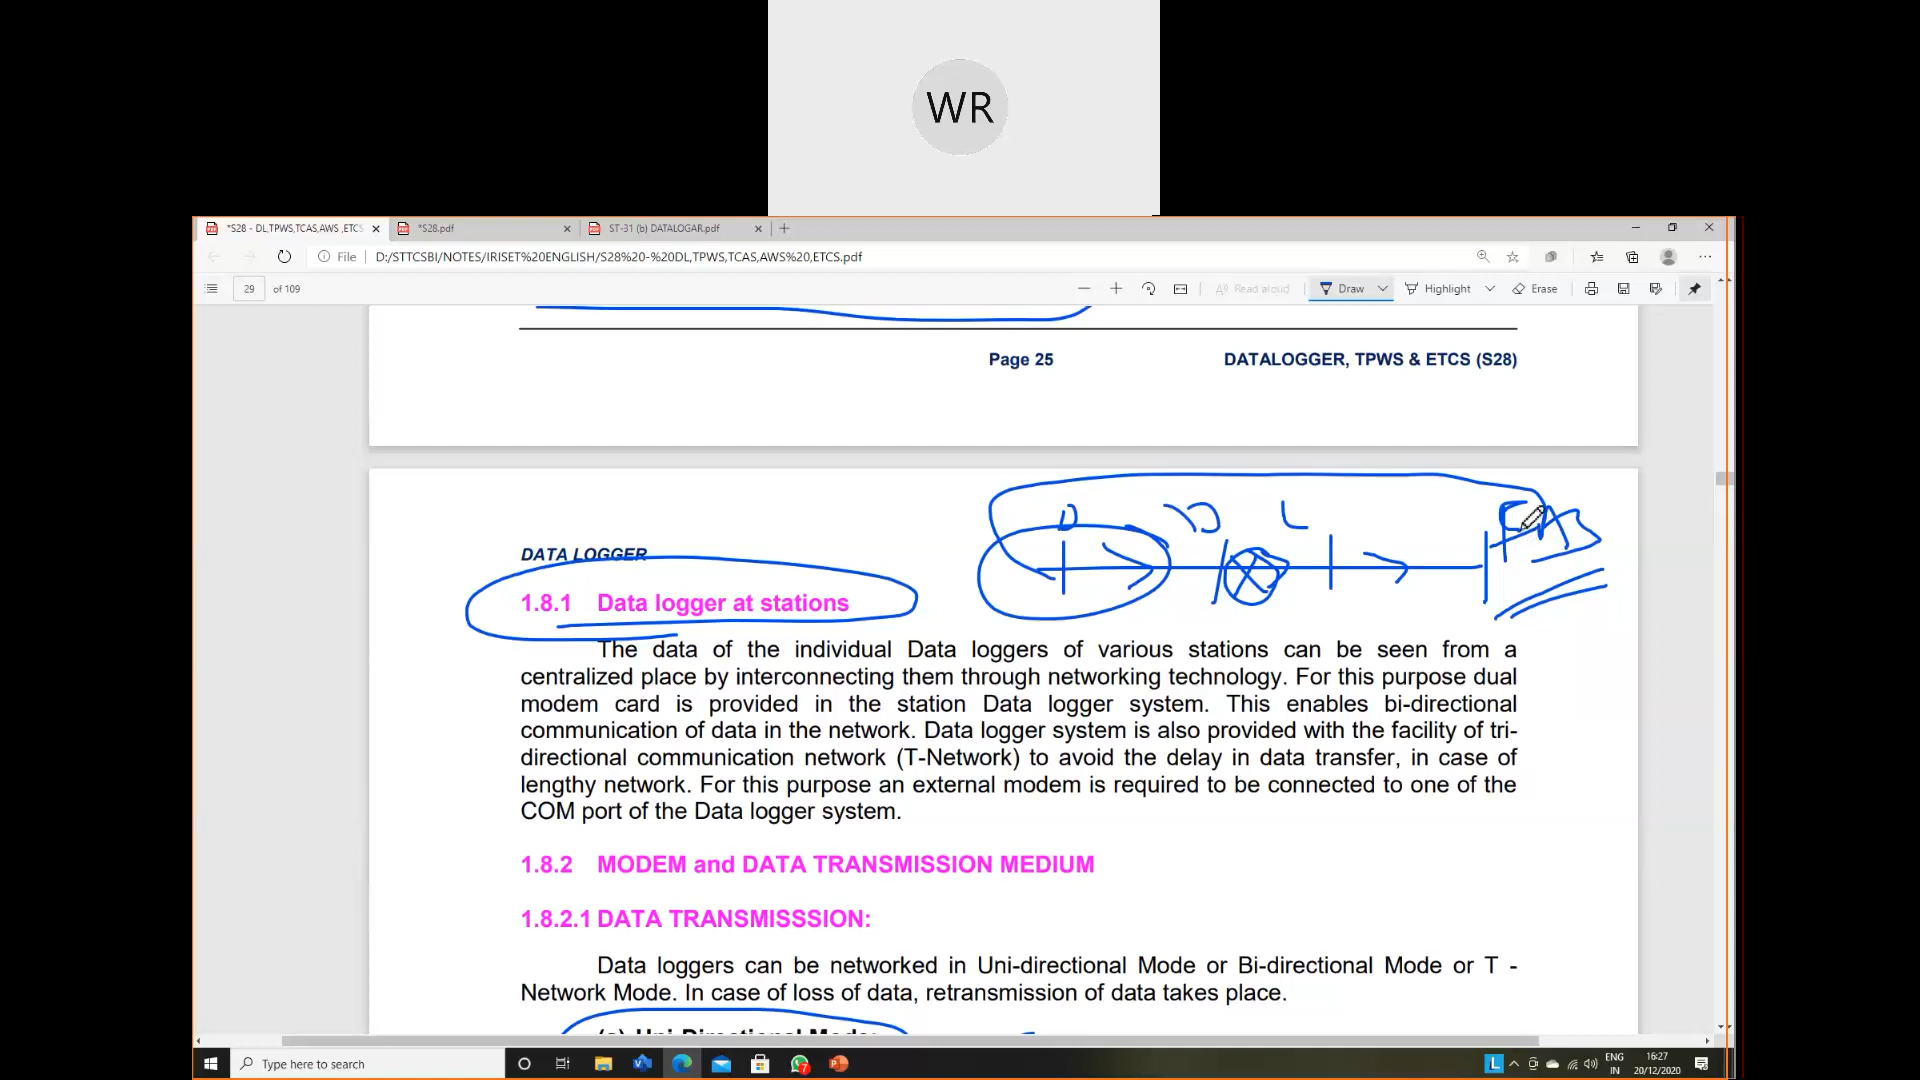 WR
*S28 - DL,TPWS,TCAS,AWS ,ETCS
*S28.pdf
ST-31 (b) DATALOGAR.pdf
File D:/STTCSBI/NOTES/IRISET%20ENGLISH/S28%20-%20DL,TPWS,TCAS,AWS%20,ETCS.pdf
29 of 109
Read aloud
Draw
Highlight
Erase
Page 25 DATALOGGER, TPWS & ETCS (S28)
D D L
DATA LOGGER
1.8.1 Data logger at stations
The data of the individual Data loggers of various stations can be seen from a
centralized place by interconnecting them through networking technology. For this purpose dual
modem card is provided in the station Data logger system. This enables bi-directional
communication of data in the network. Data logger system is also provided with the facility of tri-
directional communication network (T-Network) to avoid the delay in data transfer, in case of
lengthy network. For this purpose an external modem is required to be connected to one of the
COM port of the Data logger system.
1.8.2 MODEM and DATA TRANSMISSION MEDIUM
1.8.2.1 DATA TRANSMISSSION:
Data loggers can be networked in Uni-directional Mode or Bi-directional Mode or T -
Network Mode. In case of loss of data, retransmission of data takes place.
(a) Uni-Directional Mode:
Type here to search
7
L
ENG
IN
16:27
20/12/2020